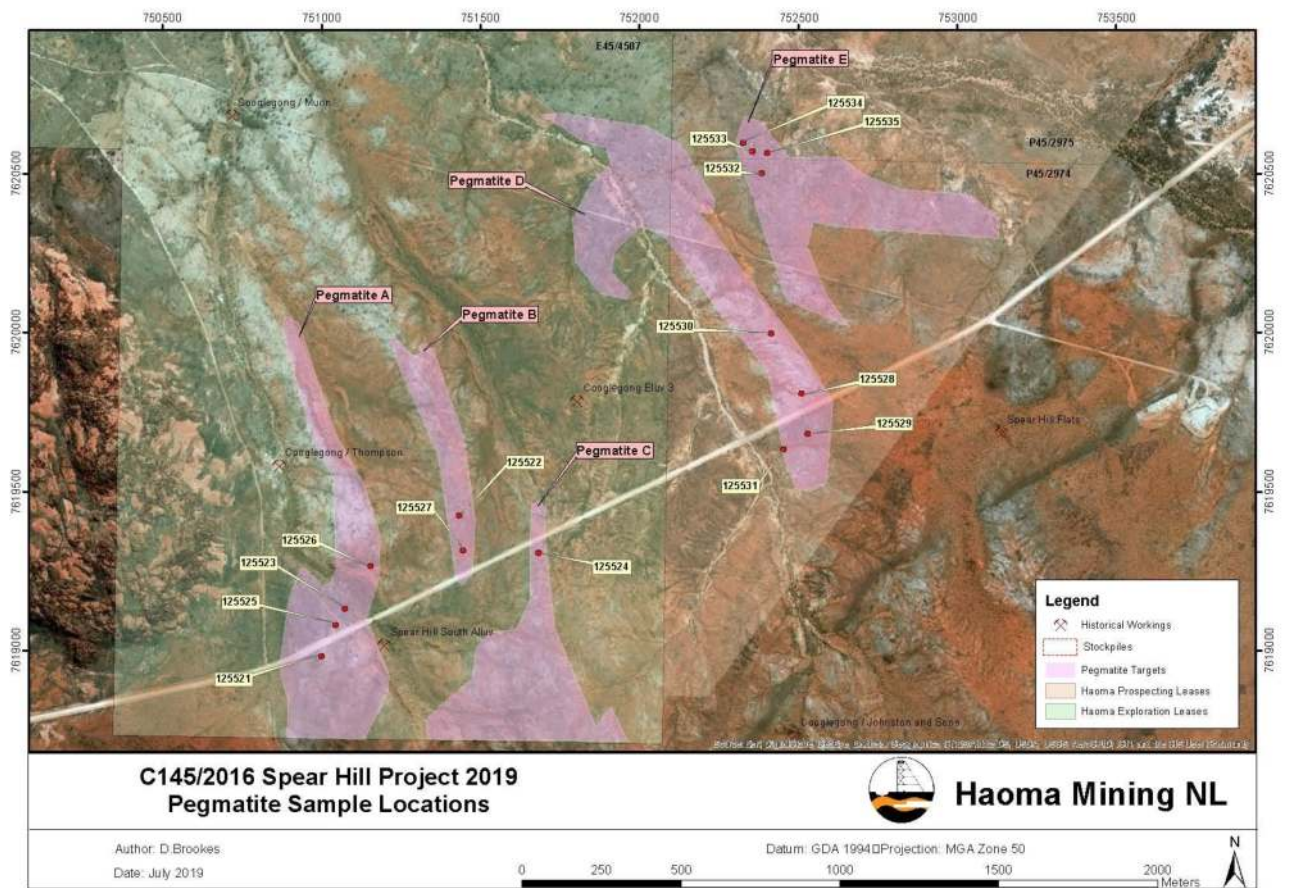 750500 751000 751500 752000 752500 753000 753500
E45/4587
Pegmatite E
125534
125535
125533
125532
P45/2975
P45/2974
Cooglegong / Munn
7620500
7620500
Pegmatite D
Pegmatite A
Pegmatite B
7620000
7620000
125530
125528
125529
125531
Cooglegong Eluv 3
Spear Hill Flats
Pegmatite C
Cooglegong / Thompson
125522
125527
7619500
7619500
125526
125523
125525
125524
125521
Spear Hill South Alluv
7619000
7619000
Cooglegong / Johnston and Sons
Legend
Historical Workings
Stockpiles
Pegmatite Targets
Haoma Prospecting Leases
Haoma Exploration Leases
C145/2016 Spear Hill Project 2019
Pegmatite Sample Locations
Haoma Mining NL
Author: D.Brookes
Date: July 2019
Datum: GDA 1994 Projection: MGA Zone 50
0 250 500 1000 1500 2000
Meters
N